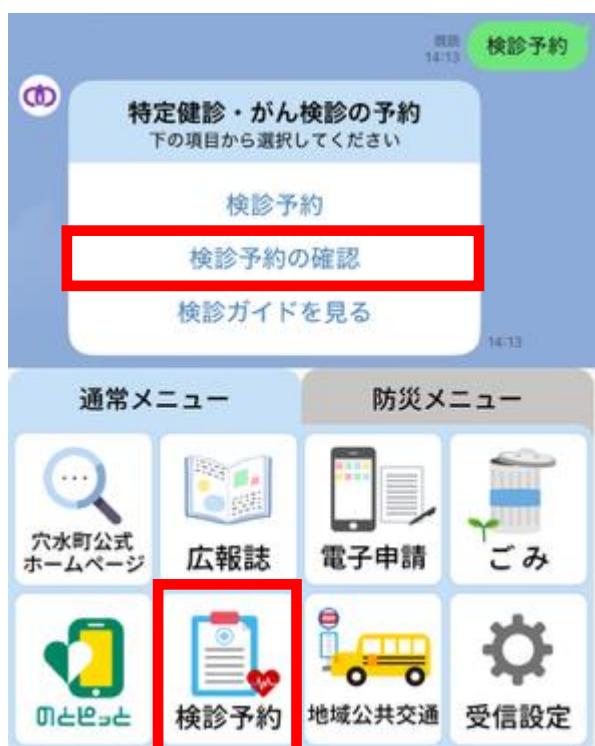 検診予約
既読
14:13
特定健診・がん検診の予約
下の項目から選択してください
検診予約
検診予約の確認
検診ガイドを見る
14:13
通常メニュー
防災メニュー
穴水町公式
ホームページ
広報誌
電子申請
ごみ
のとぴっと
検診予約
地域公共交通
受信設定